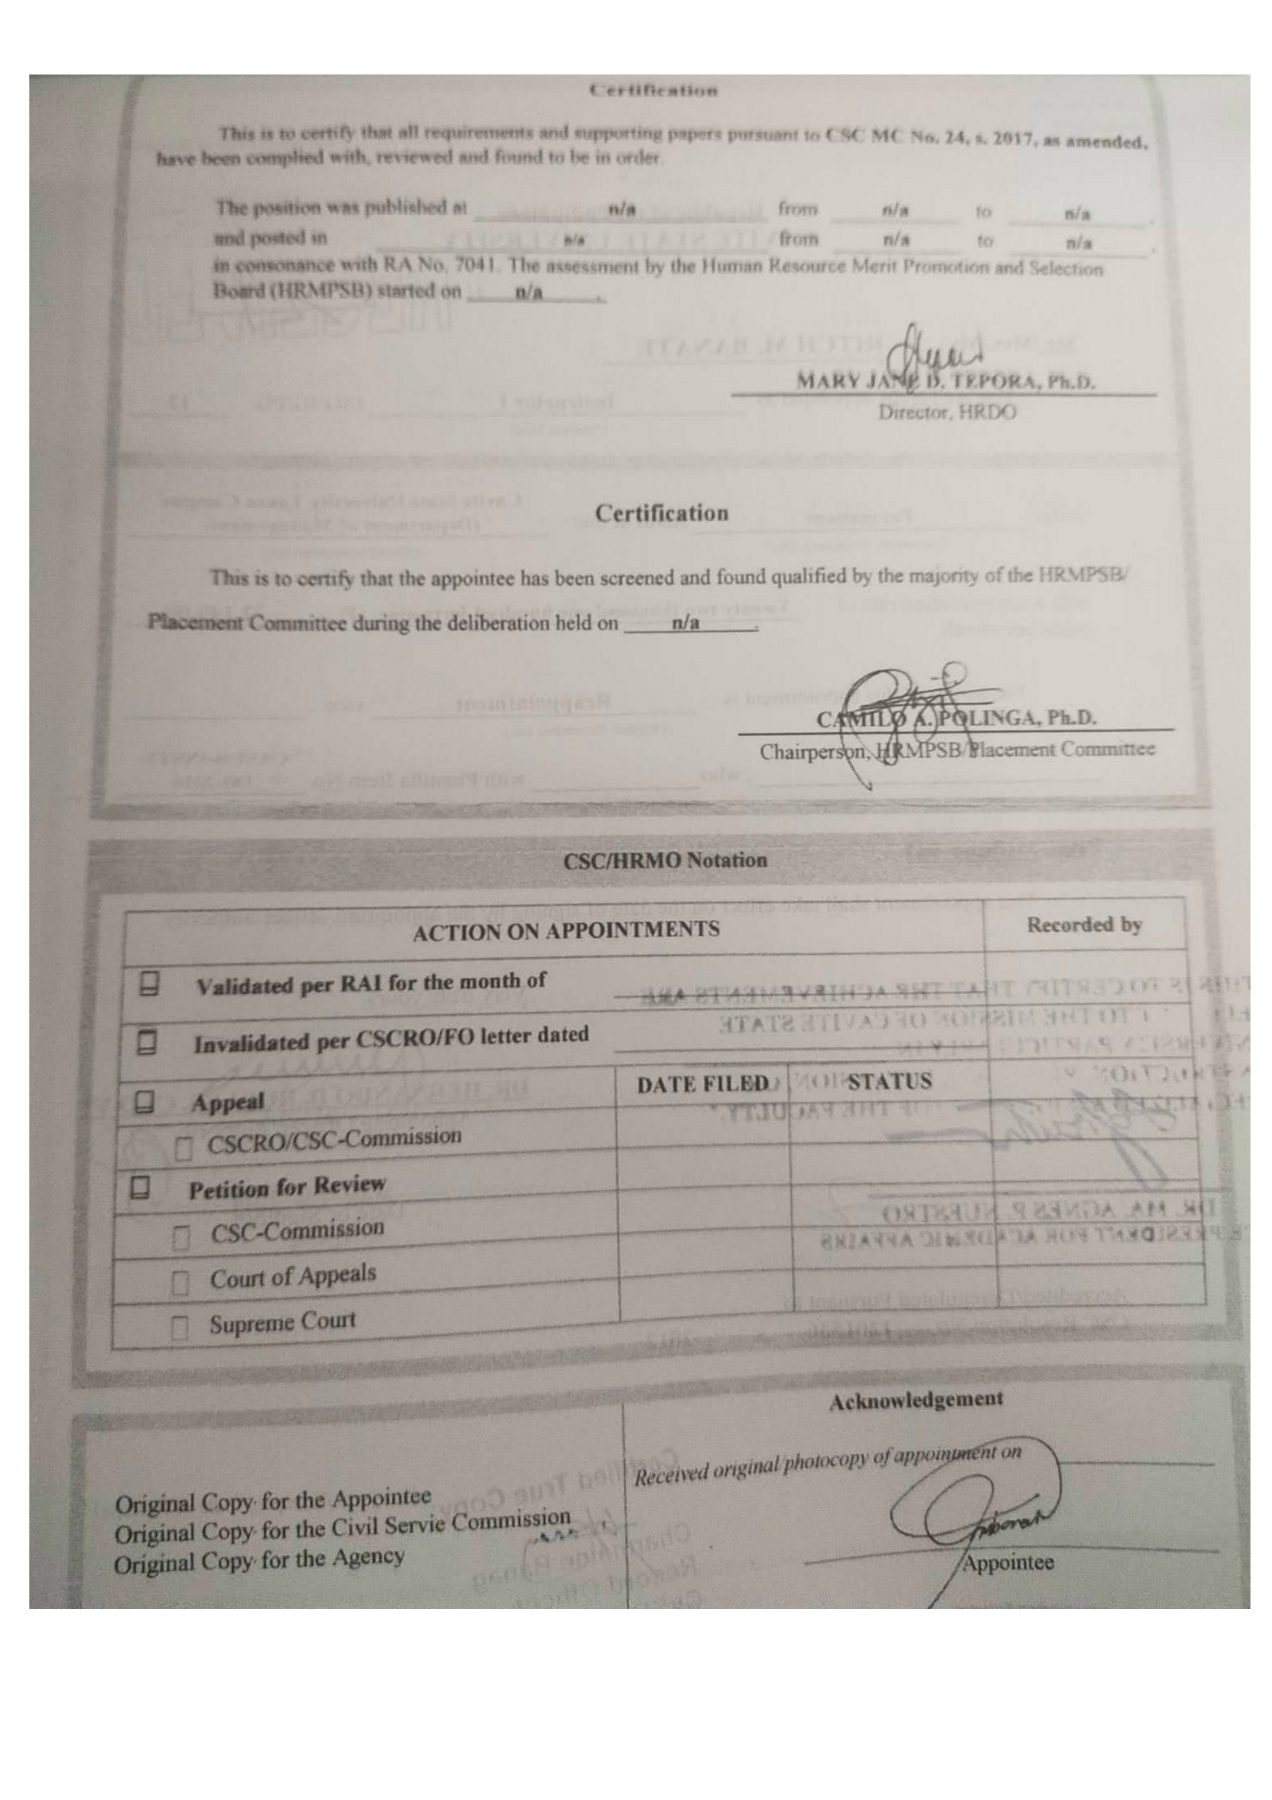 Certification
This is to certify that all requirements and supporting papers pursuant to CSC MC No. 24, s. 2017, as amended,
have been complied with, reviewed and found to be in order.
The position was published at n/a from n/a to n/a .
and posted in n/a from n/a to n/a .
in consonance with RA No. 7041. The assessment by the Human Resource Merit Promotion and Selection
Board (HRMPSB) started on n/a .
MARY JANE D. TEPORA, Ph.D.
Director, HRDO
Certification
This is to certify that the appointee has been screened and found qualified by the majority of the HRMPSB/
Placement Committee during the deliberation held on n/a .
CAMILO A. POLINGA, Ph.D.
Chairperson, HRMPSB/Placement Committee
CSC/HRMO Notation
ACTION ON APPOINTMENTS Recorded by
Validated per RAI for the month of
Invalidated per CSCRO/FO letter dated
Appeal DATE FILED STATUS
CSCRO/CSC-Commission
Petition for Review
CSC-Commission
Court of Appeals
Supreme Court
Acknowledgement
Received original photocopy of appointment on
Original Copy for the Appointee
Original Copy for the Civil Servie Commission
Original Copy for the Agency
Appointee